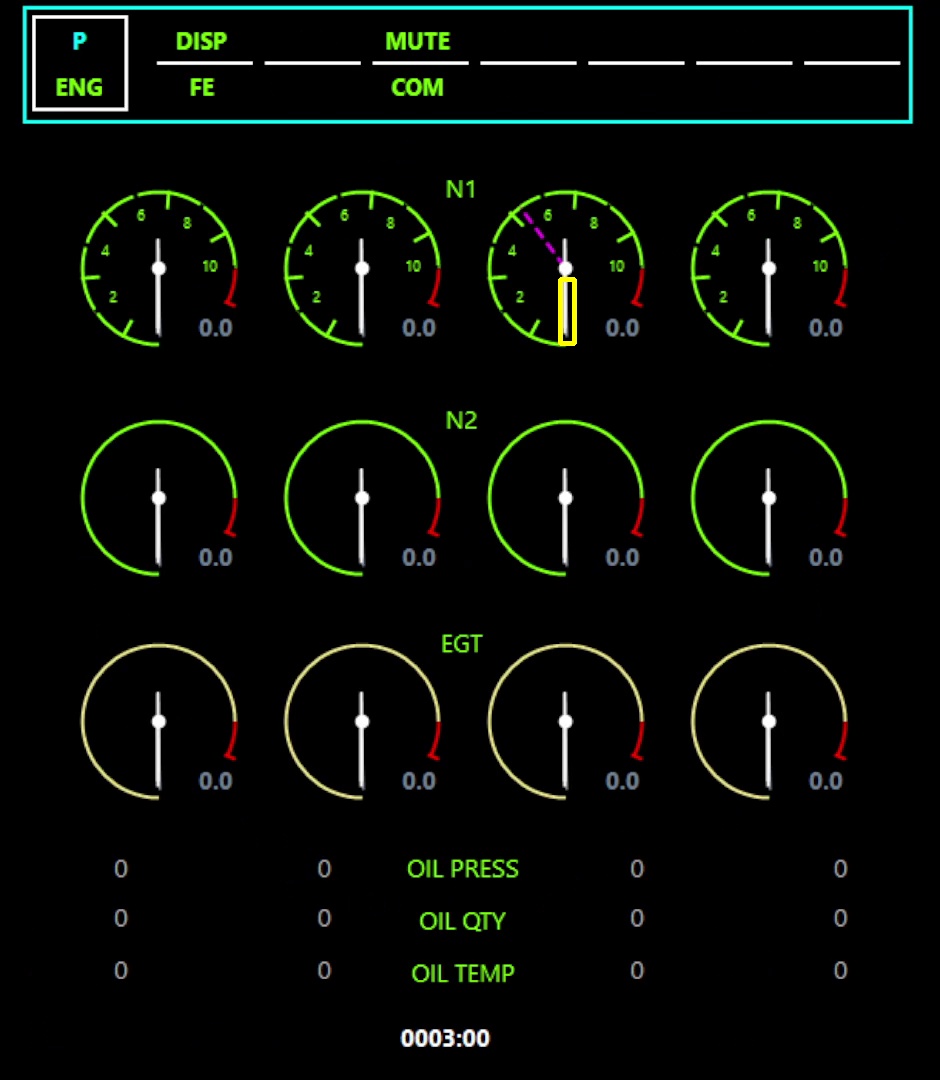 P DISP MUTE
ENG FE COM
N1
6 6 6 6
8 8 8 8
4 4 4 4
10 10 10 10
2 2 2 2
0.0 0.0 0.0 0.0
N2
0.0 0.0 0.0 0.0
EGT
0.0 0.0 0.0 0.0
0 0 OIL PRESS 0 0
0 0 OIL QTY 0 0
0 0 OIL TEMP 0 0
0003:00